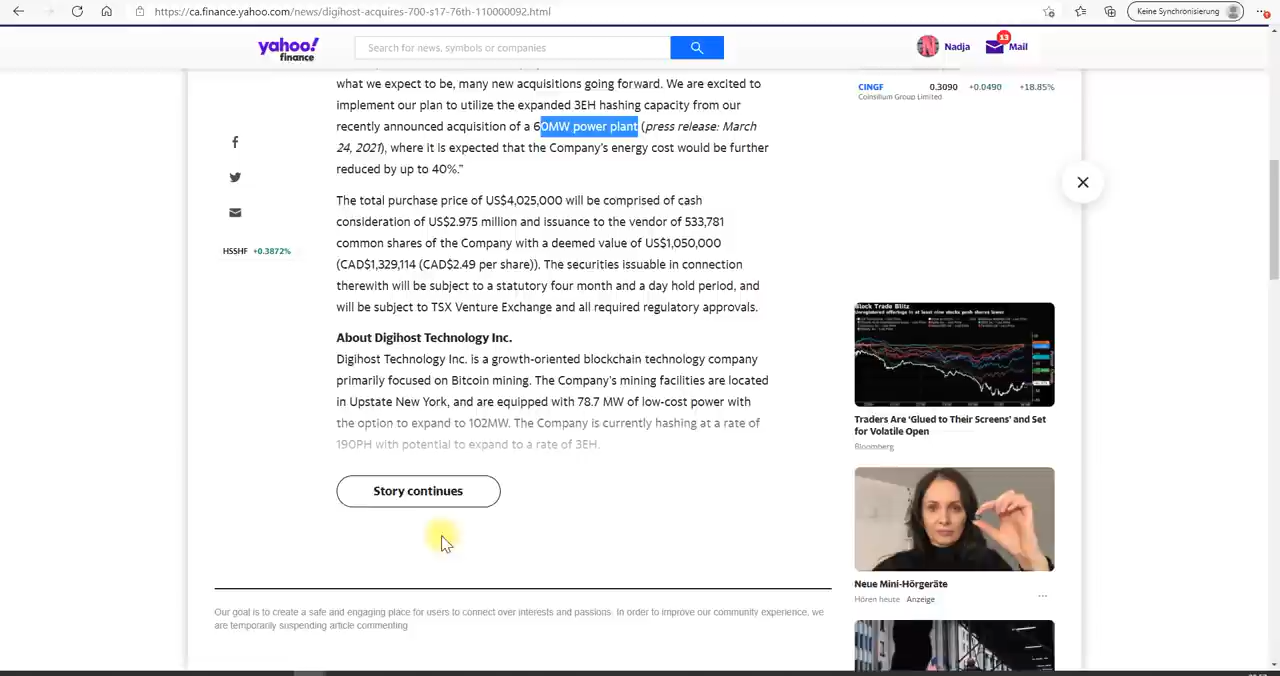 https://ca.finance.yahoo.com/news/digihost-acquires-700-s17-76th-110000092.html
Keine Synchronisierung
yahoo!
finance
Search for news, symbols or companies
Nadja
13
Mail
what we expect to be, many new acquisitions going forward. We are excited to
implement our plan to utilize the expanded 3EH hashing capacity from our
recently announced acquisition of a 60MW power plant (press release: March
24, 2021), where it is expected that the Company's energy cost would be further
reduced by up to 40%."
The total purchase price of US$4,025,000 will be comprised of cash
consideration of US$2.975 million and issuance to the vendor of 533,781
common shares of the Company with a deemed value of US$1,050,000
(CAD$1,329,114 (CAD$2.49 per share)). The securities issuable in connection
therewith will be subject to a statutory four month and a day hold period, and
will be subject to TSX Venture Exchange and all required regulatory approvals.
About Digihost Technology Inc.
Digihost Technology Inc. is a growth-oriented blockchain technology company
primarily focused on Bitcoin mining. The Company's mining facilities are located
in Upstate New York, and are equipped with 78.7 MW of low-cost power with
the option to expand to 102MW. The Company is currently hashing at a rate of
190PH with potential to expand to a rate of 3EH.
Story continues
HSSHF +0.3872%
CINGF 0.3090 +0.0490 +18.85%
Coinsilium Group Limited
Block Trade Blitz
Unregistered offerings in at least nine stocks push shares lower
Traders Are 'Glued to Their Screens' and Set
for Volatile Open
Bloomberg
Neue Mini-Hörgeräte
Hören heute Anzeige
Our goal is to create a safe and engaging place for users to connect over interests and passions. In order to improve our community experience, we
are temporarily suspending article commenting